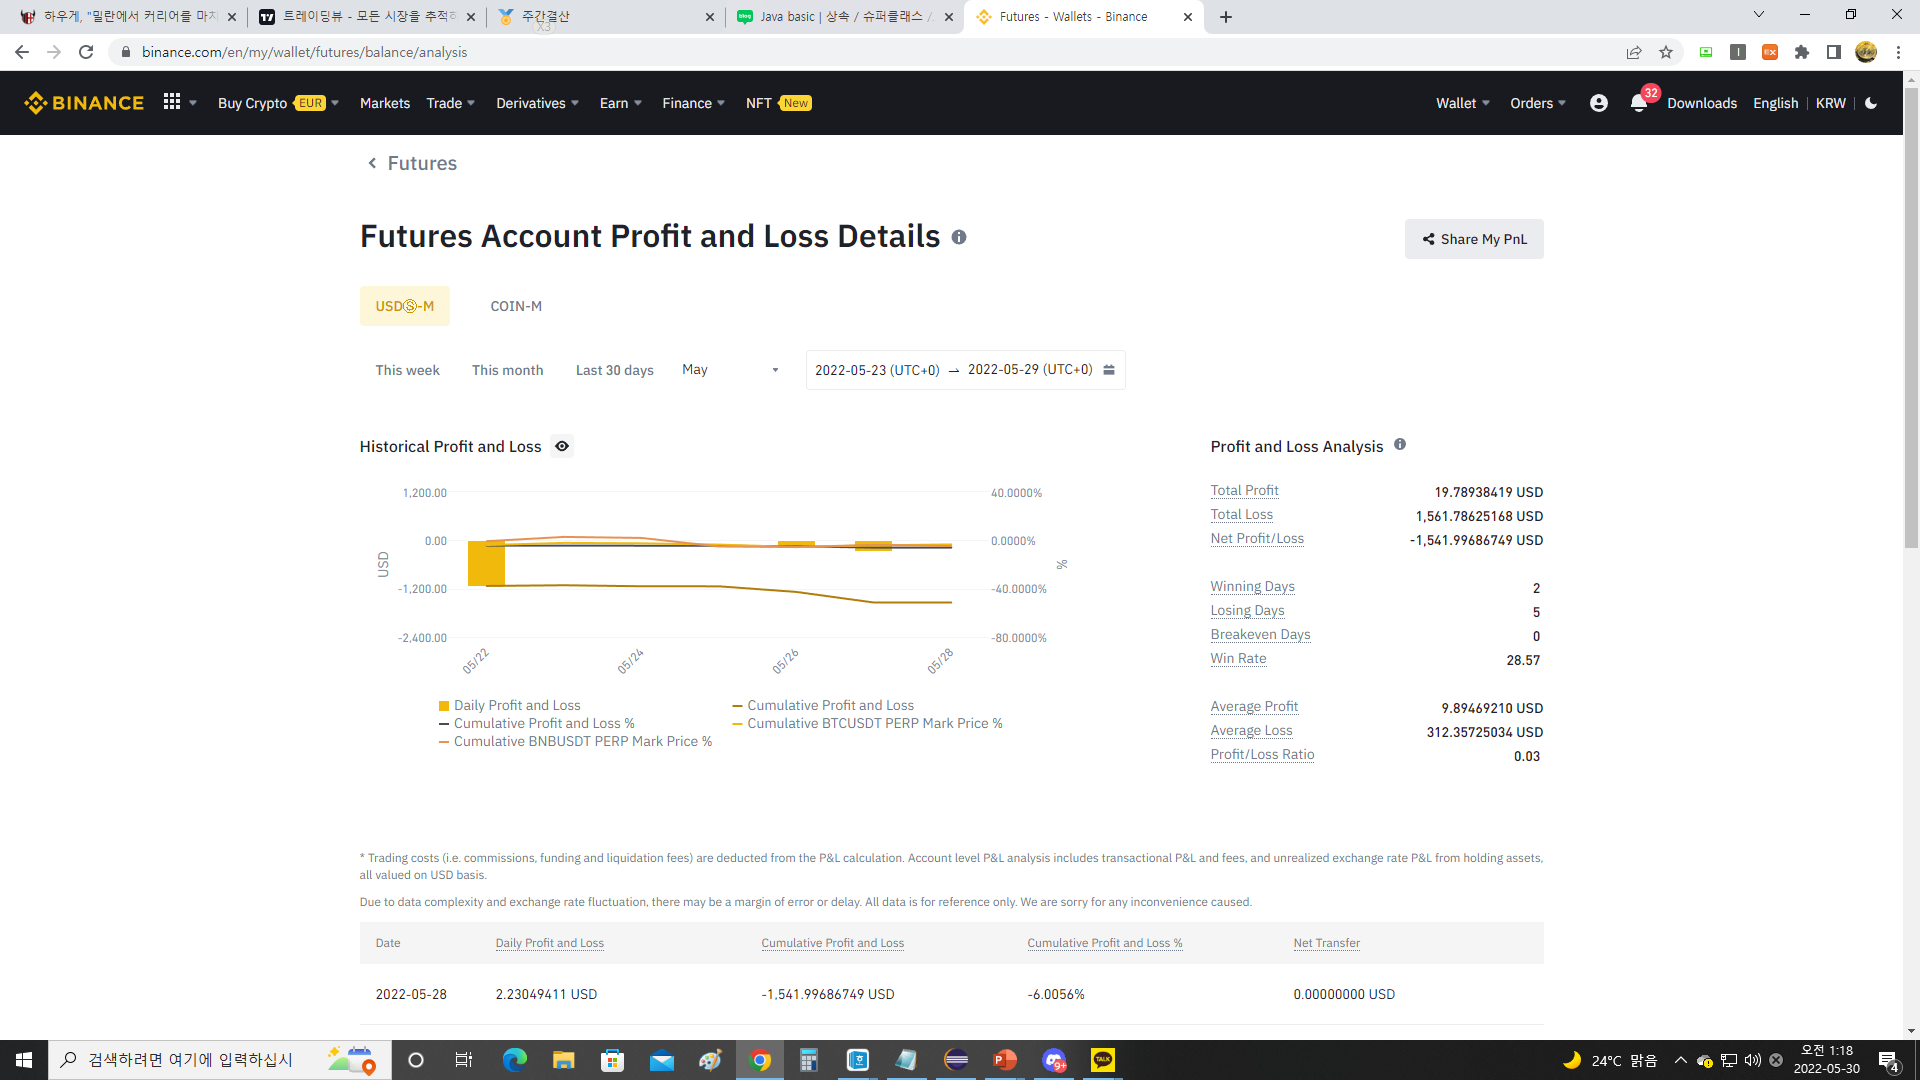 하우게, "밀란에서 커리어를 마치
트레이딩뷰 - 모든 시장을 추적하
주간결산
X3
Java basic | 상속 / 슈퍼클래스 /
Futures - Wallets - Binance
binance.com/en/my/wallet/futures/balance/analysis
BINANCE
Buy Crypto EUR
Markets
Trade
Derivatives
Earn
Finance
NFT New
Wallet
Orders
32
Downloads
English
KRW
Futures
Futures Account Profit and Loss Details
Share My PnL
USDⓈ-M
COIN-M
This week
This month
Last 30 days
May
2022-05-23 (UTC+0) → 2022-05-29 (UTC+0)
Historical Profit and Loss
1,200.00
0.00
-1,200.00
-2,400.00
USD
40.0000%
0.0000%
-40.0000%
-80.0000%
%
05/22
05/24
05/26
05/28
Daily Profit and Loss
Cumulative Profit and Loss
Cumulative Profit and Loss %
Cumulative BTCUSDT PERP Mark Price %
Cumulative BNBUSDT PERP Mark Price %
Profit and Loss Analysis
Total Profit 19.78938419 USD
Total Loss 1,561.78625168 USD
Net Profit/Loss -1,541.99686749 USD
Winning Days 2
Losing Days 5
Breakeven Days 0
Win Rate 28.57
Average Profit 9.89469210 USD
Average Loss 312.35725034 USD
Profit/Loss Ratio 0.03
* Trading costs (i.e. commissions, funding and liquidation fees) are deducted from the P&L calculation. Account level P&L analysis includes transactional P&L and fees, and unrealized exchange rate P&L from holding assets,
all valued on USD basis.
Due to data complexity and exchange rate fluctuation, there may be a margin of error or delay. All data is for reference only. We are sorry for any inconvenience caused.
Date Daily Profit and Loss Cumulative Profit and Loss Cumulative Profit and Loss % Net Transfer
2022-05-28 2.23049411 USD -1,541.99686749 USD -6.0056% 0.00000000 USD
검색하려면 여기에 입력하십시
9+
TALK
24°C 맑음
오전 1:18
2022-05-30
4